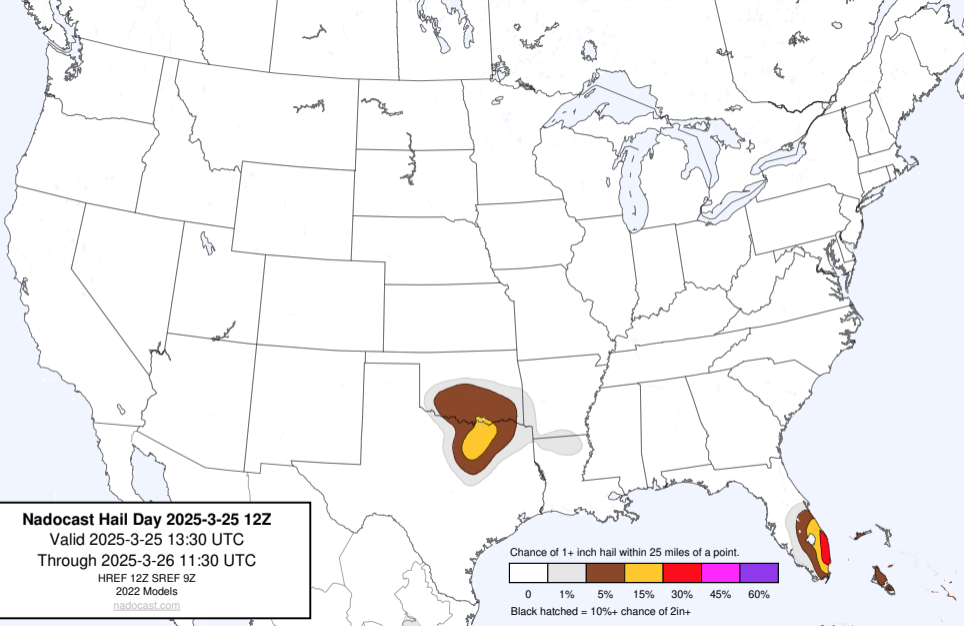 Nadocast Hail Day 2025-3-25 12Z
Valid 2025-3-25 13:30 UTC
Through 2025-3-26 11:30 UTC
HREF 12Z SREF 9Z
2022 Models
nadocast.com
Chance of 1+ inch hail within 25 miles of a point.
0 1% 5% 15% 30% 45% 60%
Black hatched = 10%+ chance of 2in+